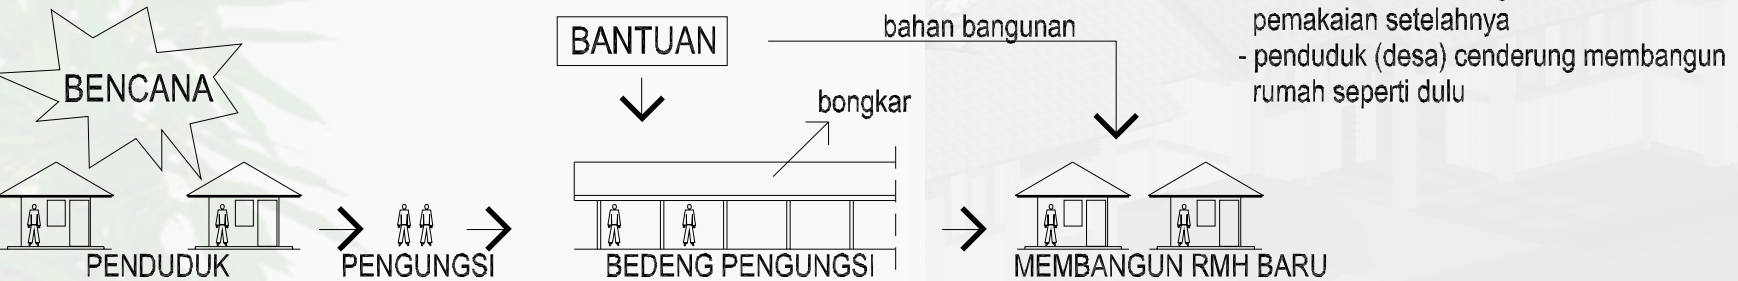 BENCANA
BANTUAN
bahan bangunan
bongkar
pemakaian setelahnya
- penduduk (desa) cenderung membangun
rumah seperti dulu
PENDUDUK
PENGUNGSI
BEDENG PENGUNGSI
MEMBANGUN RMH BARU